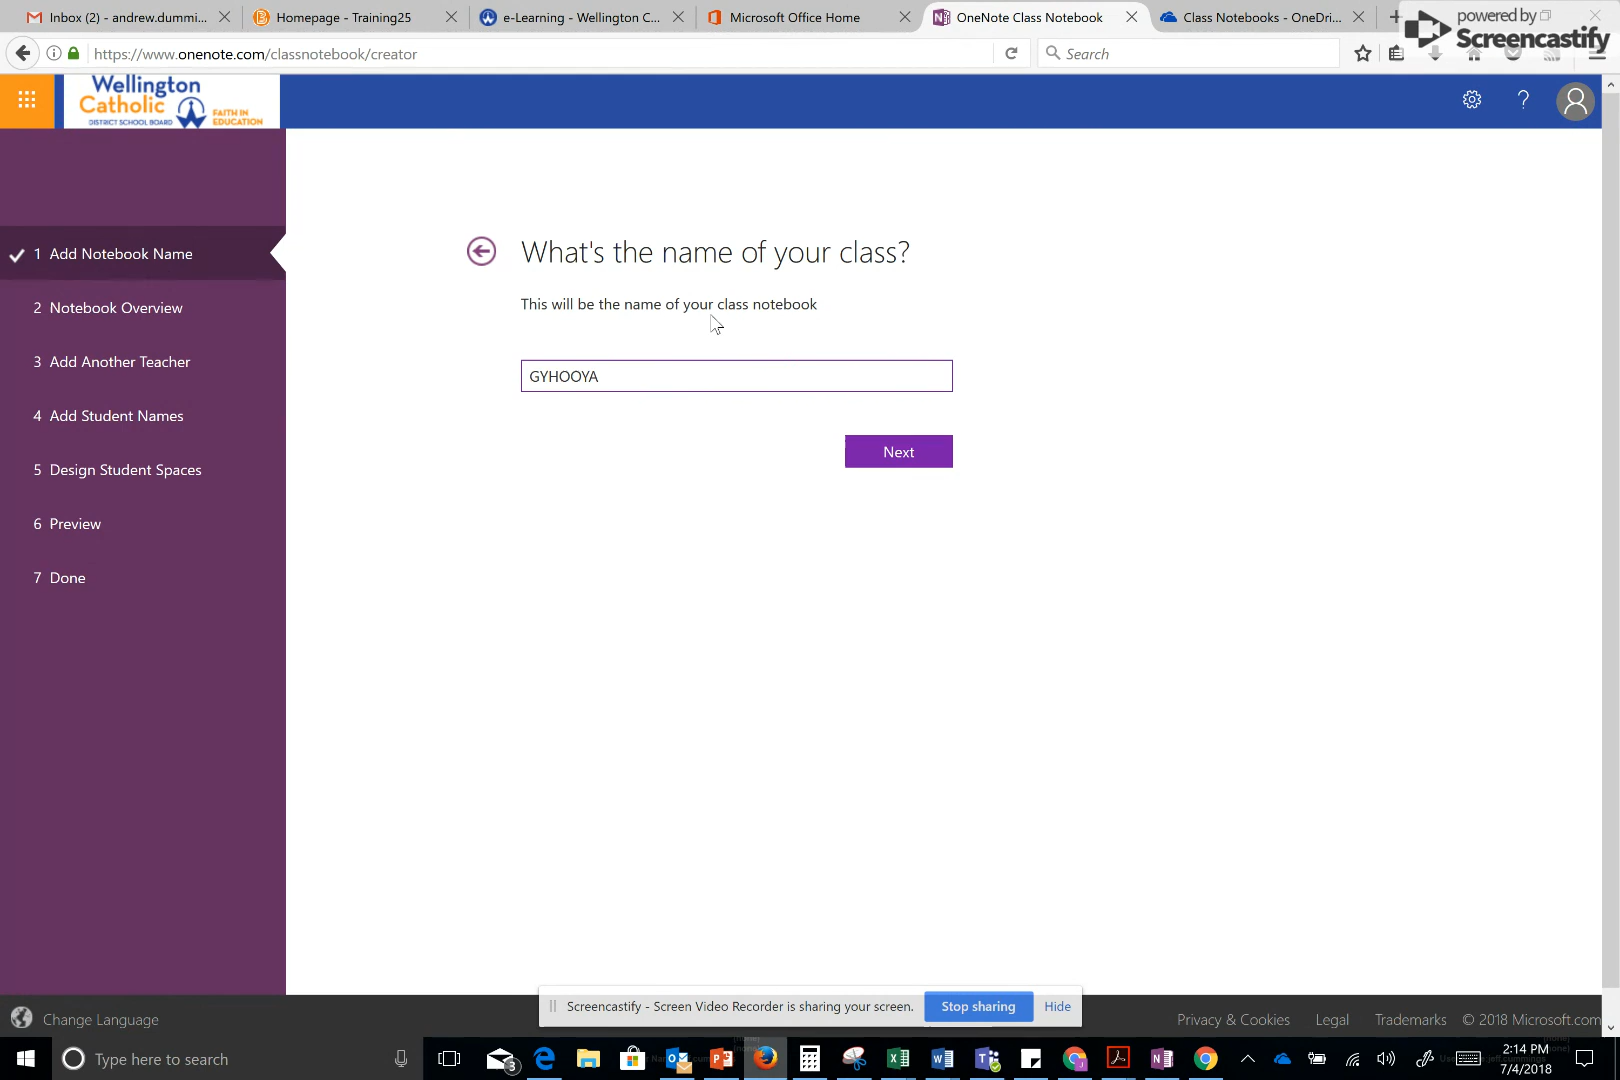 Inbox (2) - andrew.dummi...
Homepage - Training25
e-Learning - Wellington C...
Microsoft Office Home
OneNote Class Notebook
Class Notebooks - OneDri...
powered by
Screencastify
https://www.onenote.com/classnotebook/creator
Search
Wellington
Catholic
DISTRICT SCHOOL BOARD
FAITH IN
EDUCATION
?
1 Add Notebook Name
2 Notebook Overview
3 Add Another Teacher
4 Add Student Names
5 Design Student Spaces
6 Preview
7 Done
What's the name of your class?
This will be the name of your class notebook
GYHOOYA
Next
Screencastify - Screen Video Recorder is sharing your screen.
Stop sharing
Hide
Change Language
Privacy & Cookies
Legal
Trademarks
© 2018 Microsoft.com
Type here to search
3
2:14 PM
7/4/2018